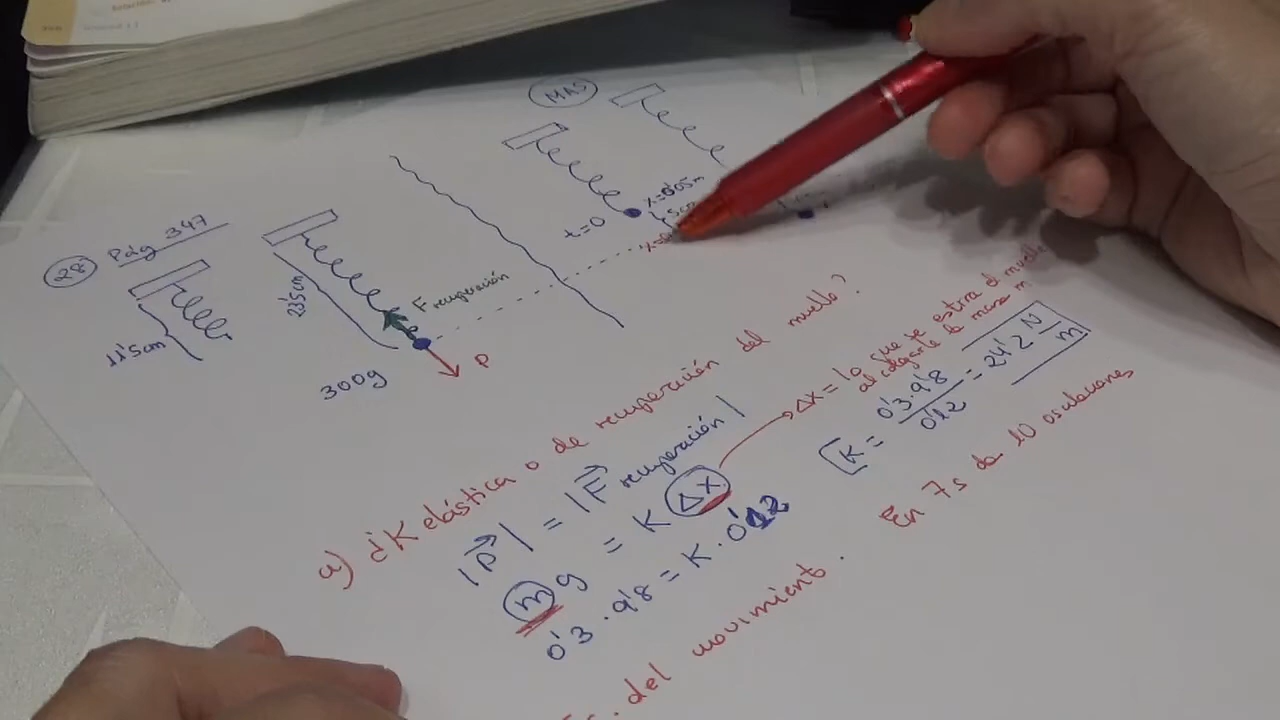 28 Pág 347
11'5cm
23'5cm
F recuperación
P
300g
MAS
t=0
x=0'05m
5cm
a) ¿K elástica o de recuperación del muelle?
|P| = |F recuperación|
m g = K Δx
0'3 · 9'8 = K · 0'12
Δx = lo que se estira el muelle
al colgarle la masa m
K = 0'3·9'8 / 0'12 = 24'2 N/m
del movimiento. En 7s da 10 oscilaciones